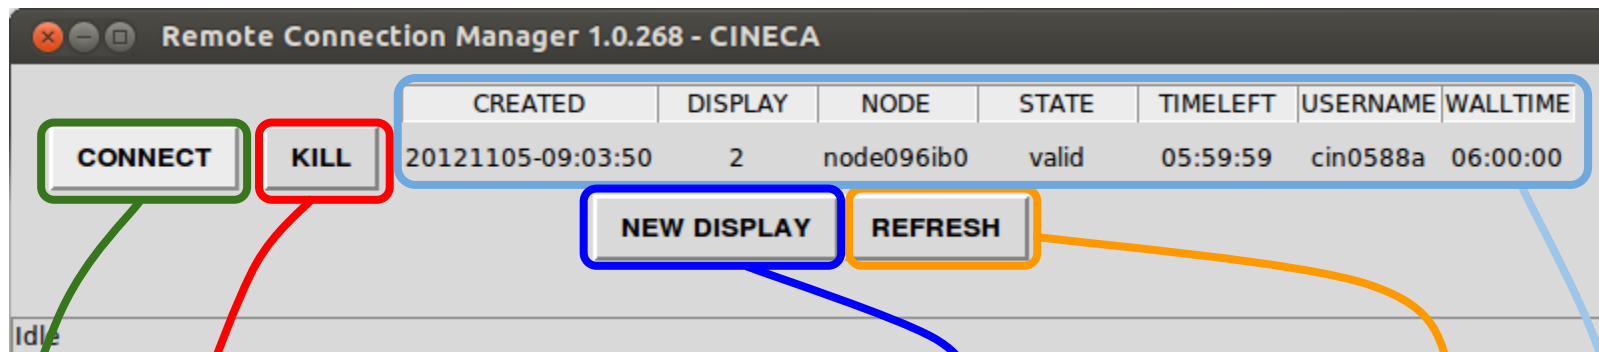 Remote Connection Manager 1.0.268 - CINECA
CREATED DISPLAY NODE STATE TIMELEFT USERNAME WALLTIME
CONNECT KILL 20121105-09:03:50 2 node096ib0 valid 05:59:59 cin0588a 06:00:00
NEW DISPLAY REFRESH
Idle